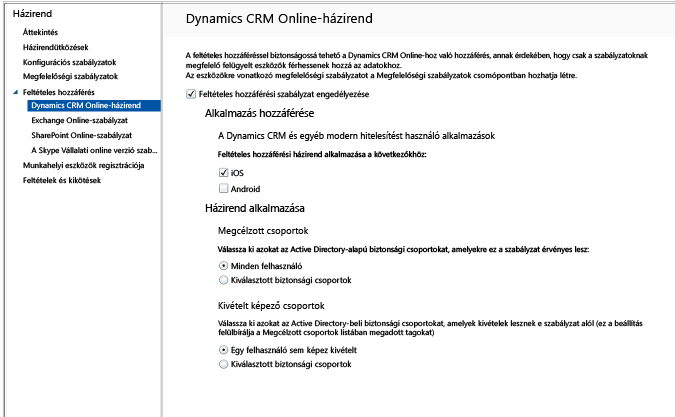 Házirend
Áttekintés
Házirendütközések
Konfigurációs szabályzatok
Megfelelőségi szabályzatok
Feltételes hozzáférés
Dynamics CRM Online-házirend
Exchange Online-szabályzat
SharePoint Online-szabályzat
A Skype Vállalati online verzió szab...
Munkahelyi eszközök regisztrációja
Feltételek és kikötések
Dynamics CRM Online-házirend
A feltételes hozzáféréssel biztonságossá tehető a Dynamics CRM Online-hoz való hozzáférés, annak érdekében, hogy csak a szabályzatoknak
megfelelő felügyelt eszközök férhessenek hozzá az adatokhoz.
Az eszközökre vonatkozó megfelelőségi szabályzatot a Megfelelőségi szabályzatok csomópontban hozhatja létre.
Feltételes hozzáférési szabályzat engedélyezése
Alkalmazás hozzáférése
A Dynamics CRM és egyéb modern hitelesítést használó alkalmazások
Feltételes hozzáférési házirend alkalmazása a következőkhöz:
iOS
Android
Házirend alkalmazása
Megcélzott csoportok
Válassza ki azokat az Active Directory-alapú biztonsági csoportokat, amelyekre ez a szabályzat érvényes lesz:
Minden felhasználó
Kiválasztott biztonsági csoportok
Kivételt képező csoportok
Válassza ki azokat az Active Directory-beli biztonsági csoportokat, amelyek kivételek lesznek e szabályzat alól (ez a beállítás
felülbírálja a Megcélzott csoportok listában megadott tagokat)
Egy felhasználó sem képez kivételt
Kiválasztott biztonsági csoportok